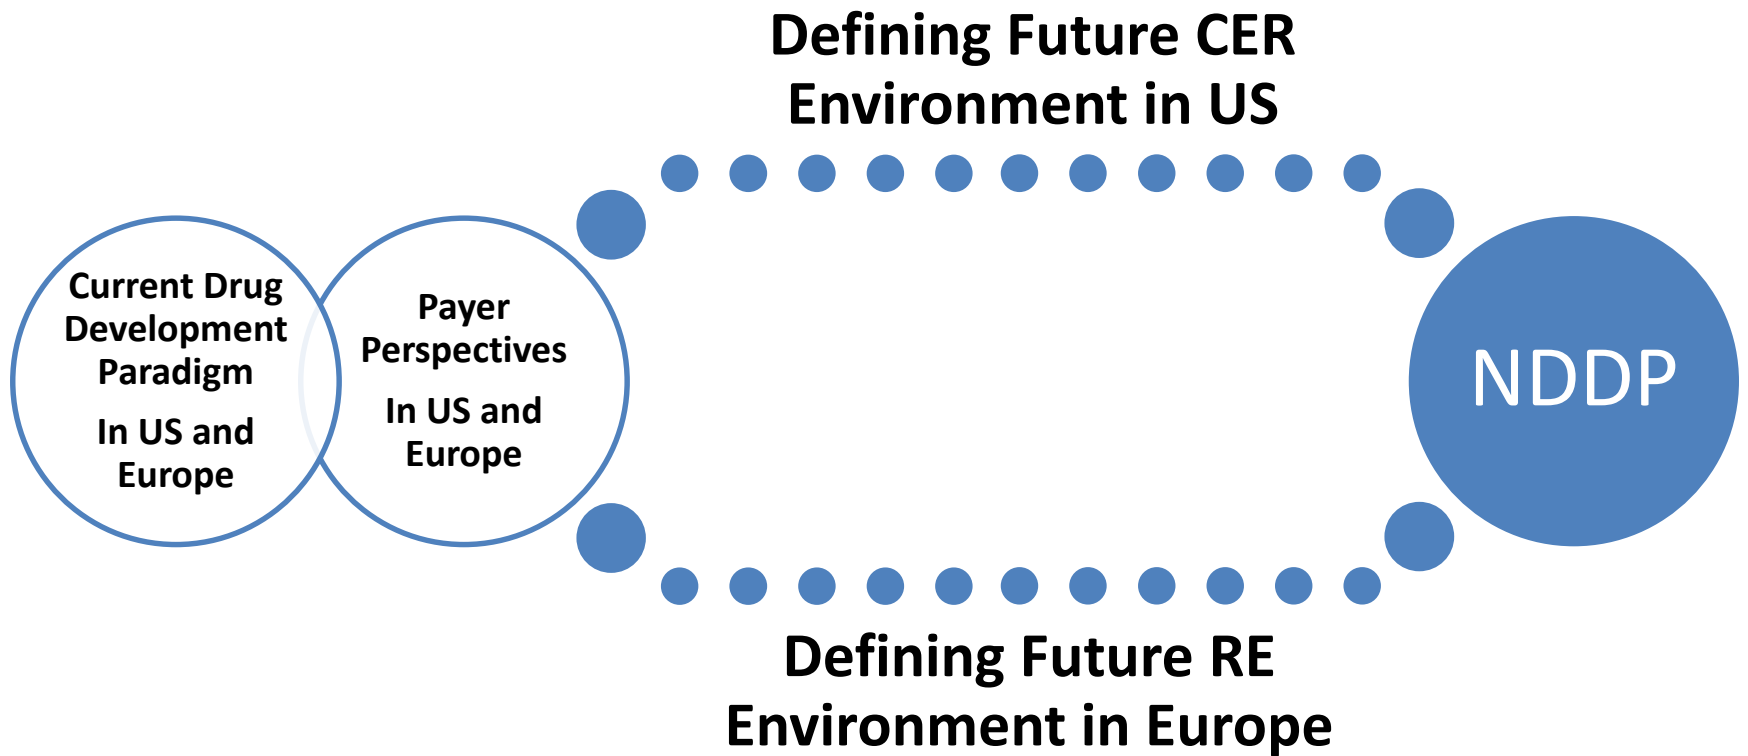 Defining Future CER
Environment in US
Current Drug
Development
Paradigm
In US and
Europe
Payer
Perspectives
In US and
Europe
NDDP
Defining Future RE
Environment in Europe